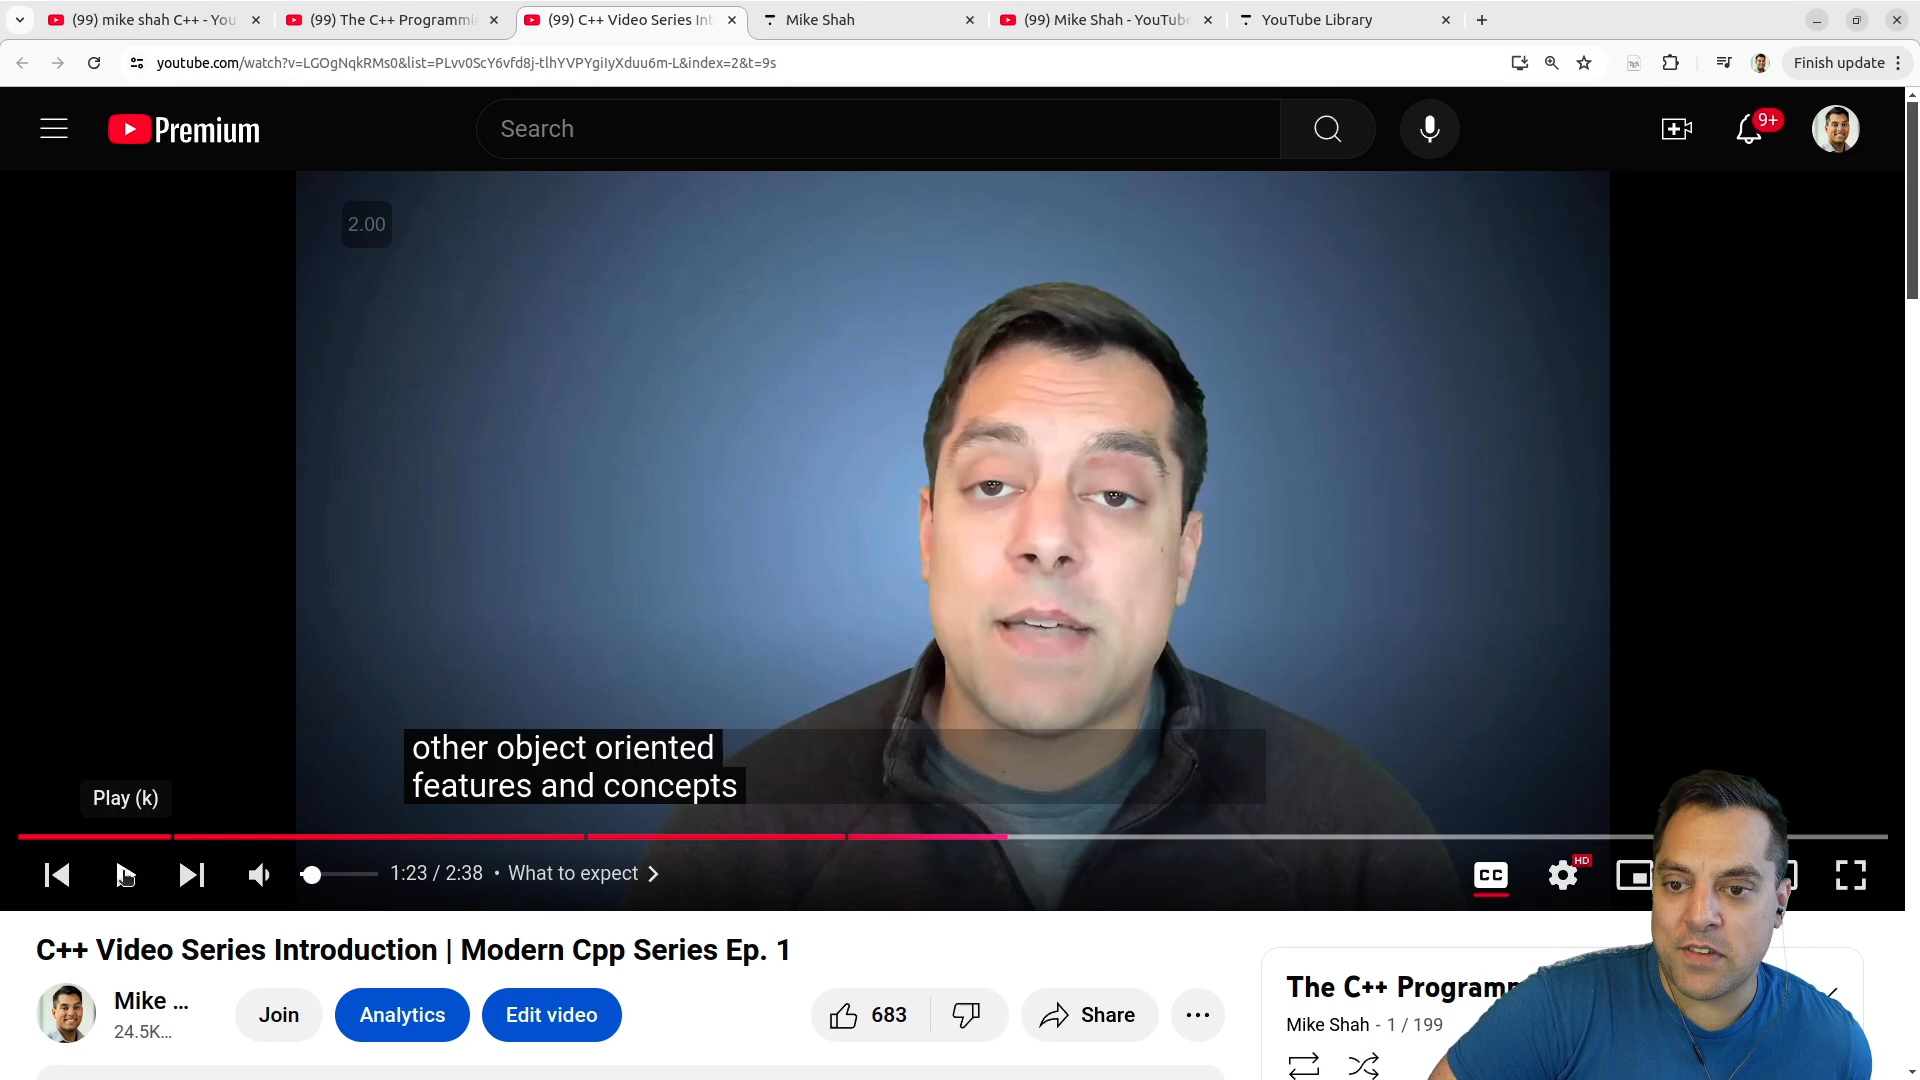 (99) mike shah C++ - You
(99) The C++ Programmi
(99) C++ Video Series Int
Mike Shah
(99) Mike Shah - YouTube
YouTube Library
youtube.com/watch?v=LGOgNqkRMs0&list=PLvv0ScY6vfd8j-tlhYVPYgiIyXduu6m-L&index=2&t=9s
Finish update
Premium
Search
9+
2.00
other object oriented
features and concepts
Play (k)
1:23 / 2:38 • What to expect
CC
HD
C++ Video Series Introduction | Modern Cpp Series Ep. 1
Mike ...
24.5K...
Join
Analytics
Edit video
683
Share
The C++ Programm
Mike Shah - 1 / 199